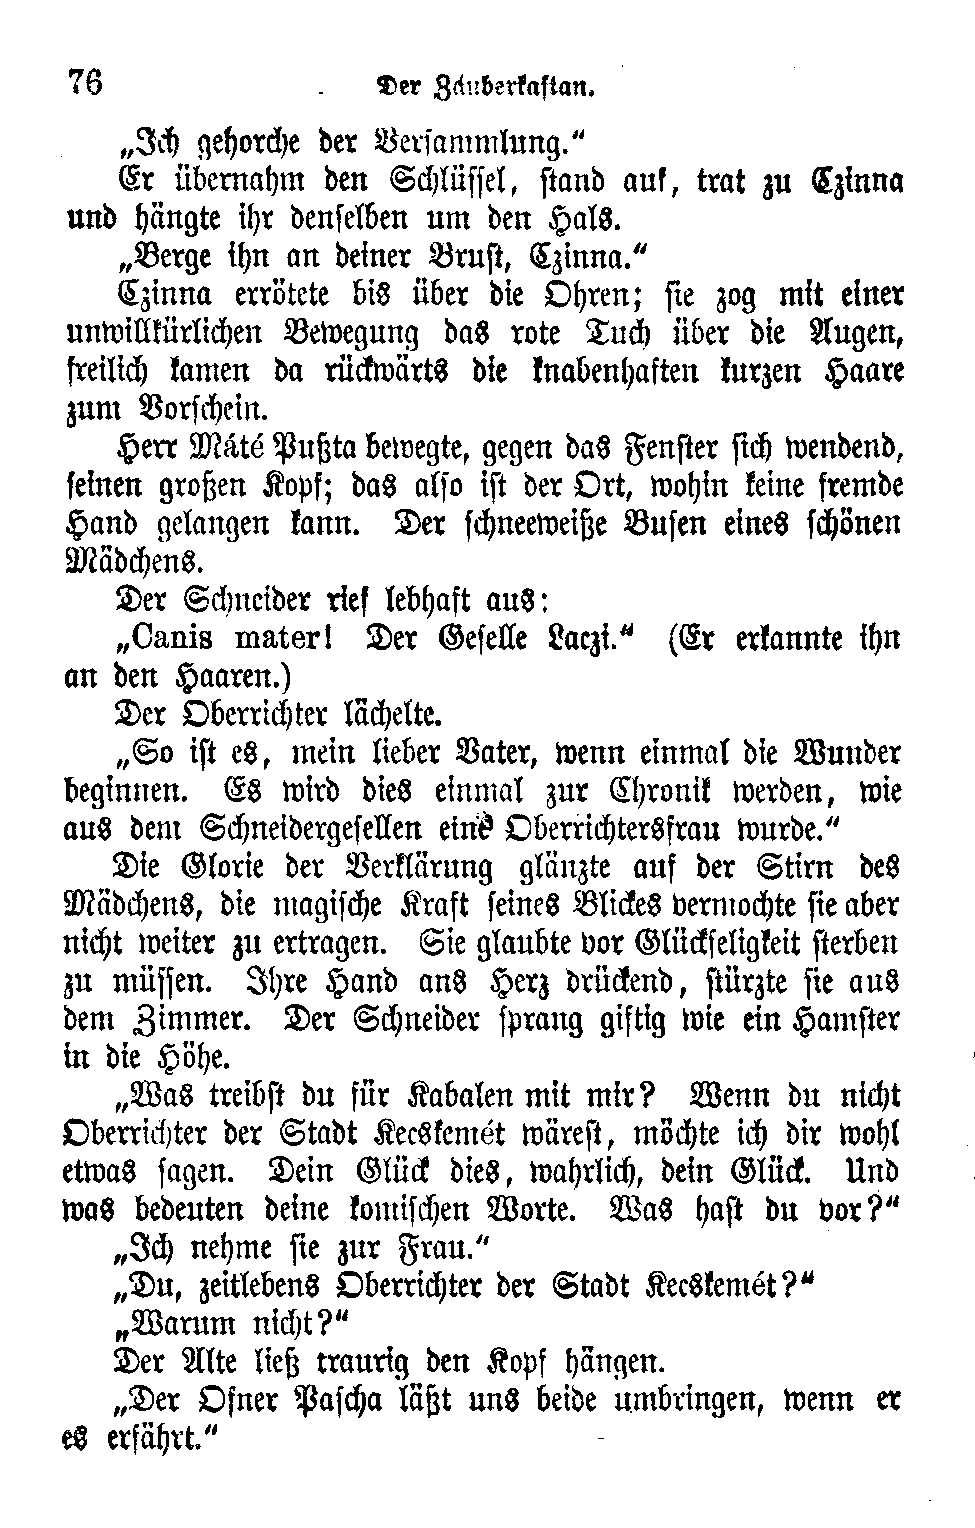 76 Der Zauberkaftan.
„Ich gehorche der Versammlung.“
Er übernahm den Schlüssel, stand auf, trat zu Czinna
und hängte ihr denselben um den Hals.
„Berge ihn an deiner Brust, Czinna.“
Czinna errötete bis über die Ohren; sie zog mit einer
unwillkürlichen Bewegung das rote Tuch über die Augen,
freilich kamen da rückwärts die knabenhaften kurzen Haare
zum Vorschein.
Herr Máté Pußta bewegte, gegen das Fenster sich wendend,
seinen großen Kopf; das also ist der Ort, wohin keine fremde
Hand gelangen kann. Der schneeweiße Busen eines schönen
Mädchens.
Der Schneider rief lebhaft aus:
„Canis mater! Der Geselle Laczi.“ (Er erkannte ihn
an den Haaren.)
Der Oberrichter lächelte.
„So ist es, mein lieber Vater, wenn einmal die Wunder
beginnen. Es wird dies einmal zur Chronik werden, wie
aus dem Schneidergesellen eine Oberrichtersfrau wurde.“
Die Glorie der Verklärung glänzte auf der Stirn des
Mädchens, die magische Kraft seines Blickes vermochte sie aber
nicht weiter zu ertragen. Sie glaubte vor Glückseligkeit sterben
zu müssen. Ihre Hand ans Herz drückend, stürzte sie aus
dem Zimmer. Der Schneider sprang giftig wie ein Hamster
in die Höhe.
„Was treibst du für Kabalen mit mir? Wenn du nicht
Oberrichter der Stadt Kecskemét wärest, möchte ich dir wohl
etwas sagen. Dein Glück dies, wahrlich, dein Glück. Und
was bedeuten deine komischen Worte. Was hast du vor?“
„Ich nehme sie zur Frau.“
„Du, zeitlebens Oberrichter der Stadt Kecskemét?“
„Warum nicht?“
Der Alte ließ traurig den Kopf hängen.
„Der Ofner Pascha läßt uns beide umbringen, wenn er
es erfährt.“